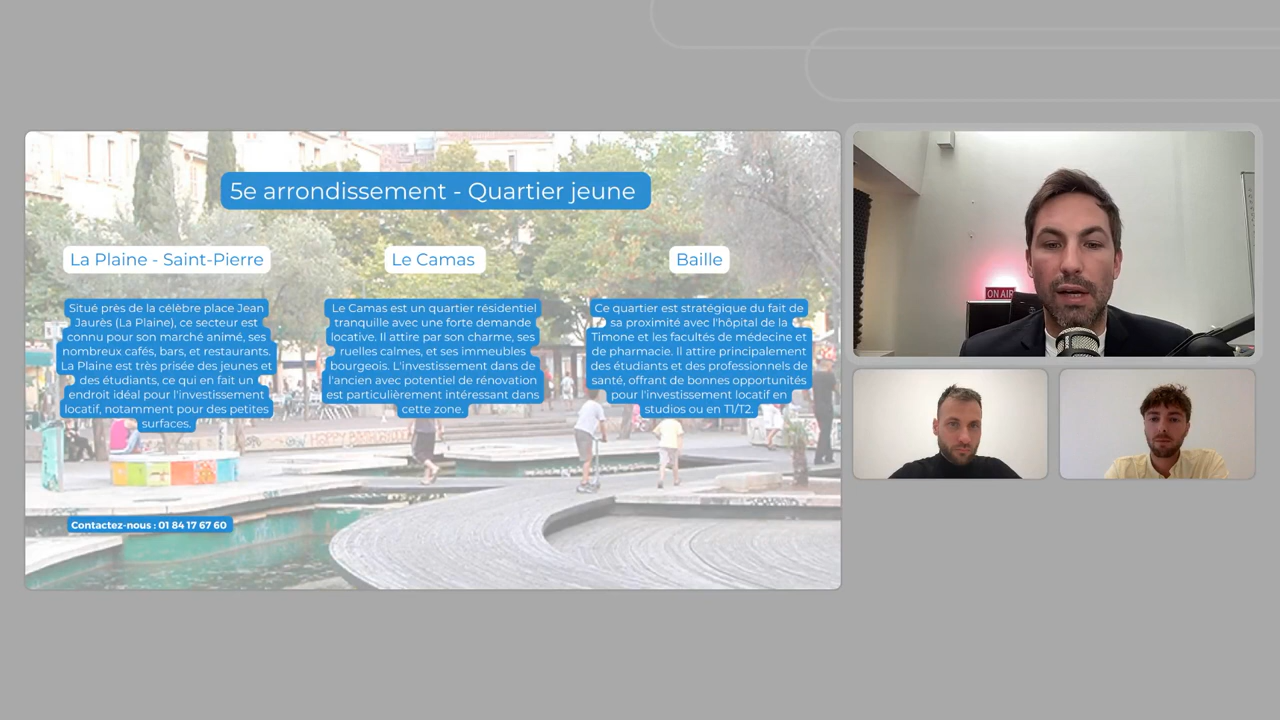 5e arrondissement - Quartier jeune
La Plaine - Saint-Pierre
Situé près de la célèbre place Jean
Jaurès (La Plaine), ce secteur est
connu pour son marché animé, ses
nombreux cafés, bars, et restaurants.
La Plaine est très prisée des jeunes et
des étudiants, ce qui en fait un
endroit idéal pour l'investissement
locatif, notamment pour des petites
surfaces.
Le Camas
Le Camas est un quartier résidentiel
tranquille avec une forte demande
locative. Il attire par son charme, ses
ruelles calmes, et ses immeubles
bourgeois. L'investissement dans de
l'ancien avec potentiel de rénovation
est particulièrement intéressant dans
cette zone.
Baille
Ce quartier est stratégique du fait de
sa proximité avec l'hôpital de la
Timone et les facultés de médecine et
de pharmacie. Il attire principalement
des étudiants et des professionnels de
santé, offrant de bonnes opportunités
pour l'investissement locatif en
studios ou en T1/T2.
Contactez-nous : 01 84 17 67 60
ON AIR